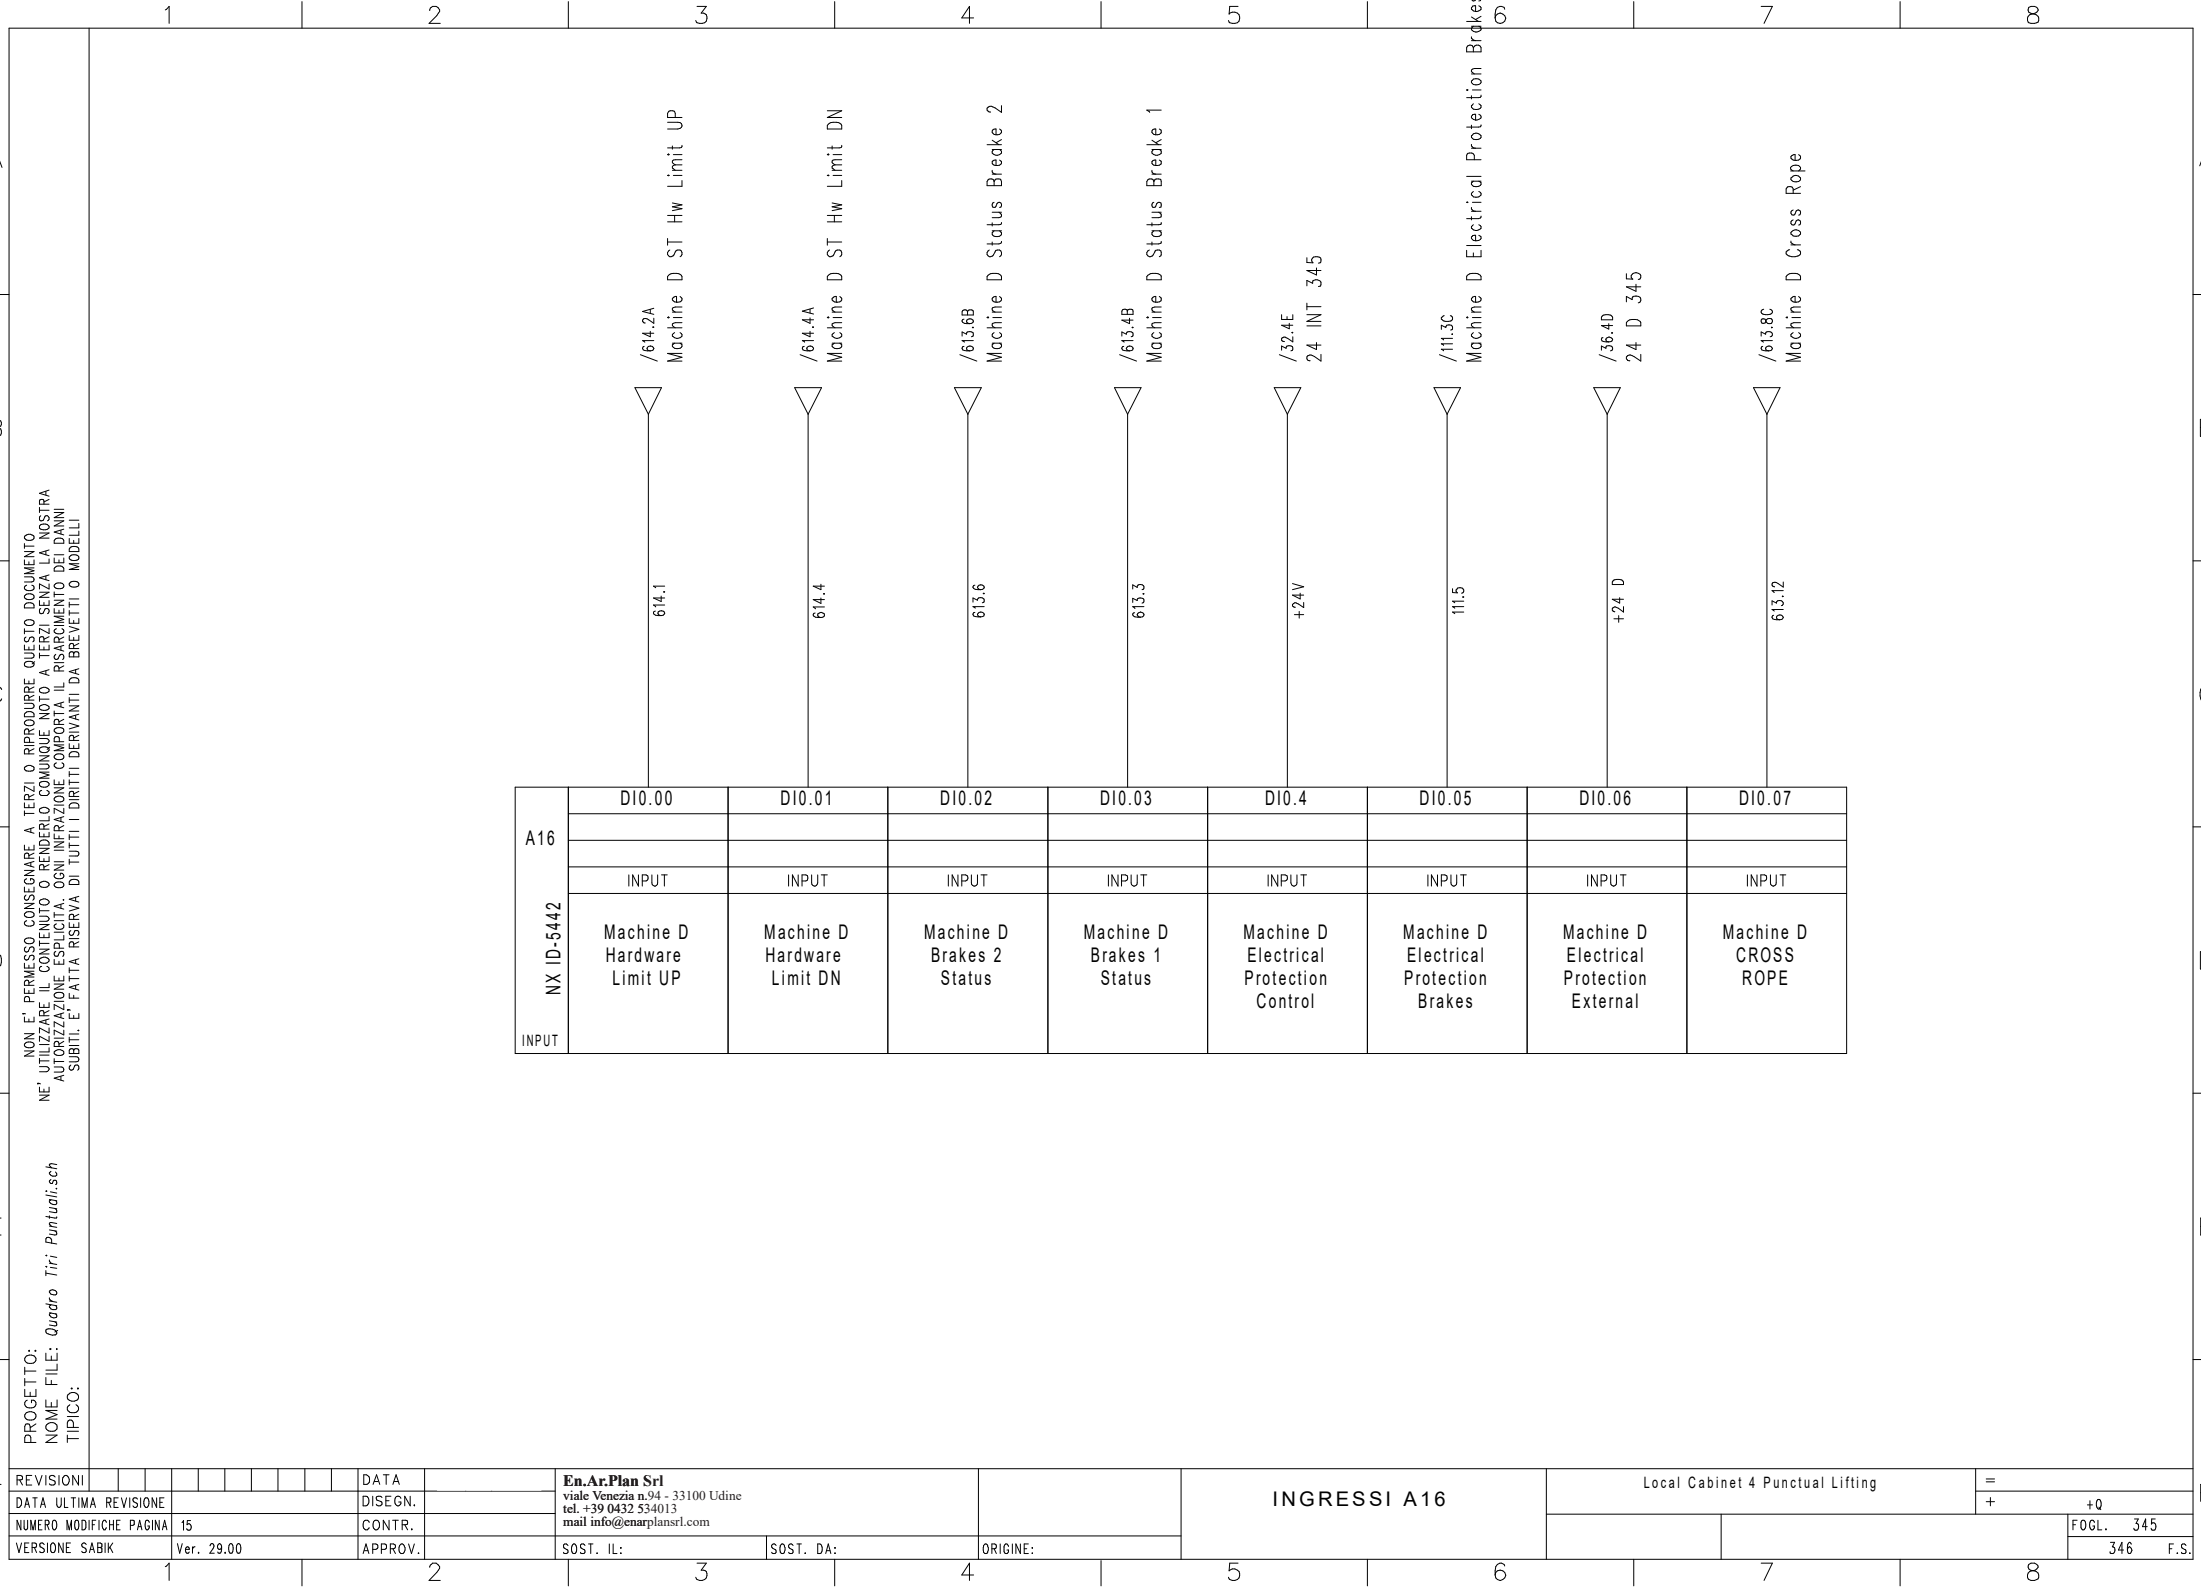 1 2 3 4 5 6 7 8
/614.2A
Machine D ST Hw Limit UP
/614.4A
Machine D ST Hw Limit DN
/613.6B
Machine D Status Breake 2
/613.4B
Machine D Status Breake 1
/32.4E
24 INT 345
/111.3C
Machine D Electrical Protection Brakes
/36.4D
24 D 345
/613.8C
Machine D Cross Rope
614.1
614.4
613.6
613.3
+24V
111.5
+24 D
613.12
A16
NX ID-5442
INPUT
DI0.00 DI0.01 DI0.02 DI0.03 DI0.4 DI0.05 DI0.06 DI0.07
INPUT INPUT INPUT INPUT INPUT INPUT INPUT INPUT
Machine D
Hardware
Limit UP
Machine D
Hardware
Limit DN
Machine D
Brakes 2
Status
Machine D
Brakes 1
Status
Machine D
Electrical
Protection
Control
Machine D
Electrical
Protection
Brakes
Machine D
Electrical
Protection
External
Machine D
CROSS
ROPE
NON E' PERMESSO CONSEGNARE A TERZI O RIPRODURRE QUESTO DOCUMENTO
NE' UTILIZZARE IL CONTENUTO O RENDERLO COMUNQUE NOTO A TERZI SENZA LA NOSTRA
AUTORIZZAZIONE ESPLICITA. OGNI INFRAZIONE COMPORTA IL RISARCIMENTO DEI DANNI
SUBITI. E' FATTA RISERVA DI TUTTI I DIRITTI DERIVANTI DA BREVETTI O MODELLI
PROGETTO:
NOME FILE: Quadro Tiri Puntuali.sch
TIPICO:
REVISIONI
DATA ULTIMA REVISIONE
NUMERO MODIFICHE PAGINA 15
VERSIONE SABIK Ver. 29.00
DATA
DISEGN.
CONTR.
APPROV.
En.Ar.Plan Srl
viale Venezia n.94 - 33100 Udine
tel. +39 0432 534013
mail info@enarplansrl.com
SOST. IL: SOST. DA: ORIGINE:
INGRESSI A16
Local Cabinet 4 Punctual Lifting
=
+ +Q
FOGL. 345
346 F.S.
1 2 3 4 5 6 7 8